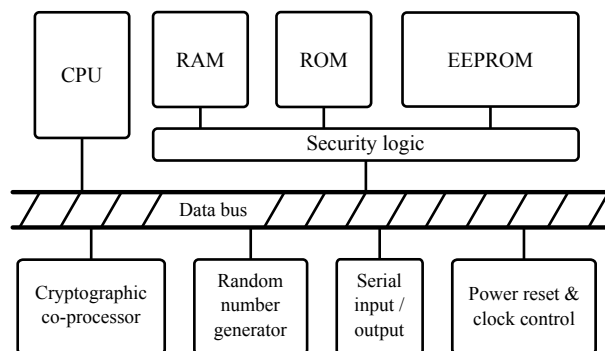 CPU
RAM
ROM
EEPROM
Security logic
Data bus
Cryptographic
co-processor
Random
number
generator
Serial
input /
output
Power reset &
clock control